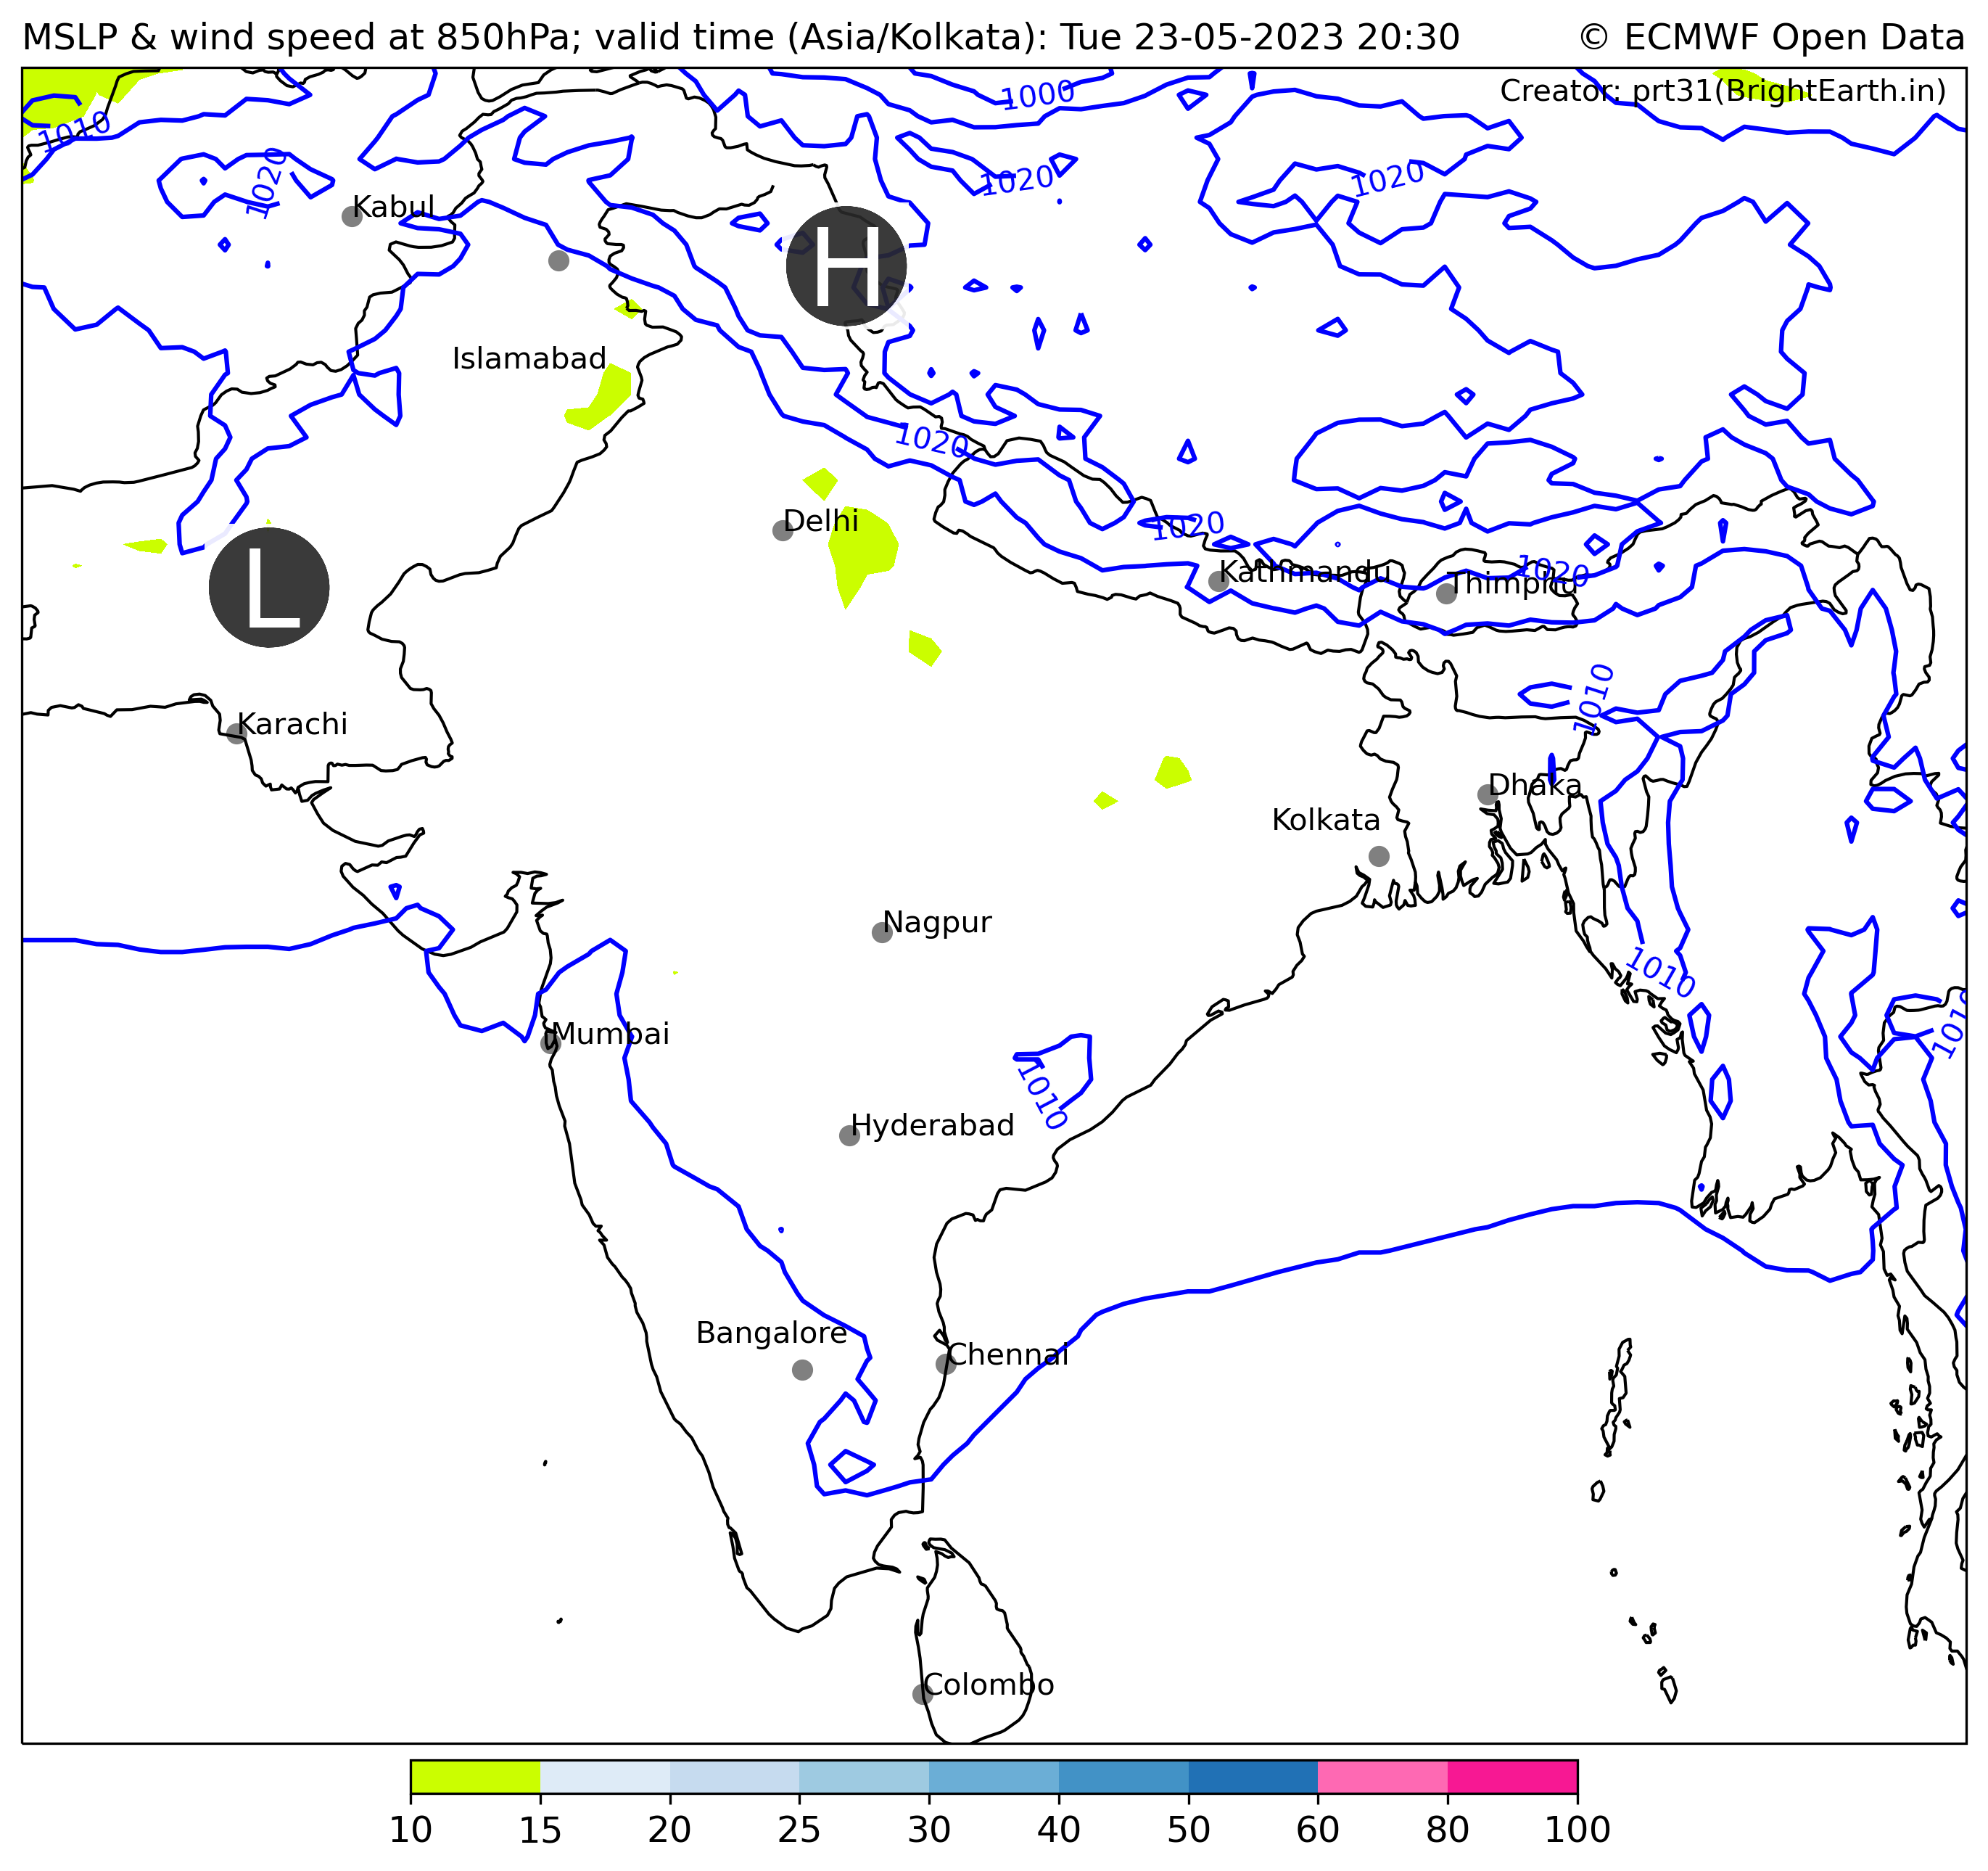 MSLP & wind speed at 850hPa; valid time (Asia/Kolkata): Tue 23-05-2023 20:30
© ECMWF Open Data
Creator: prt31(BrightEarth.in)
1000
1010
1020
1020
1020
Kabul
H
Islamabad
1020
Delhi
1020
Kathmandu
1020
Thimphu
L
1010
Karachi
Dhaka
Kolkata
Nagpur
1010
1010
Mumbai
1010
Hyderabad
Bangalore
Chennai
Colombo
10 15 20 25 30 40 50 60 80 100